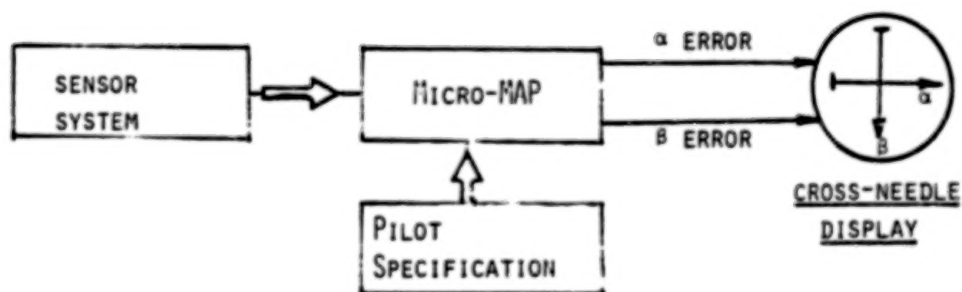 SENSOR
SYSTEM
MICRO-MAP
α ERROR
β ERROR
α
β
CROSS-NEEDLE
DISPLAY
PILOT
SPECIFICATION